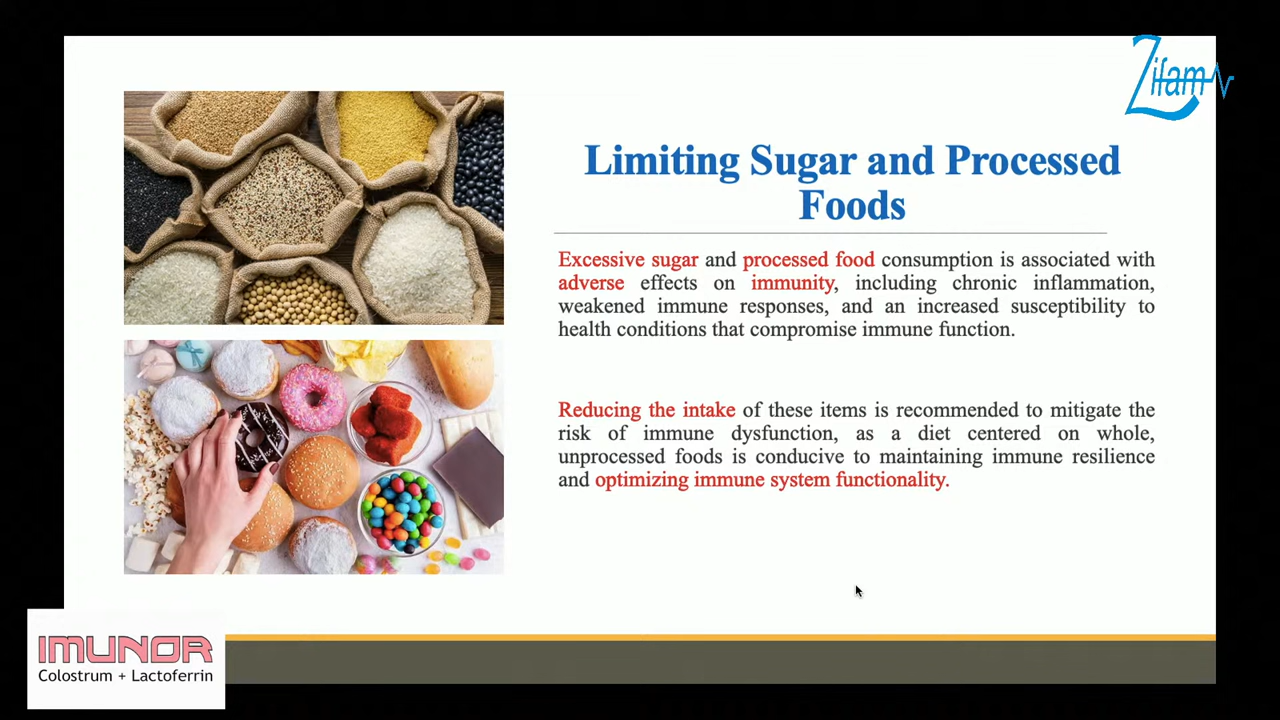 Zifam
Limiting Sugar and Processed
Foods
Excessive sugar and processed food consumption is associated with
adverse effects on immunity, including chronic inflammation,
weakened immune responses, and an increased susceptibility to
health conditions that compromise immune function.
Reducing the intake of these items is recommended to mitigate the
risk of immune dysfunction, as a diet centered on whole,
unprocessed foods is conducive to maintaining immune resilience
and optimizing immune system functionality.
IMUNOR
Colostrum + Lactoferrin